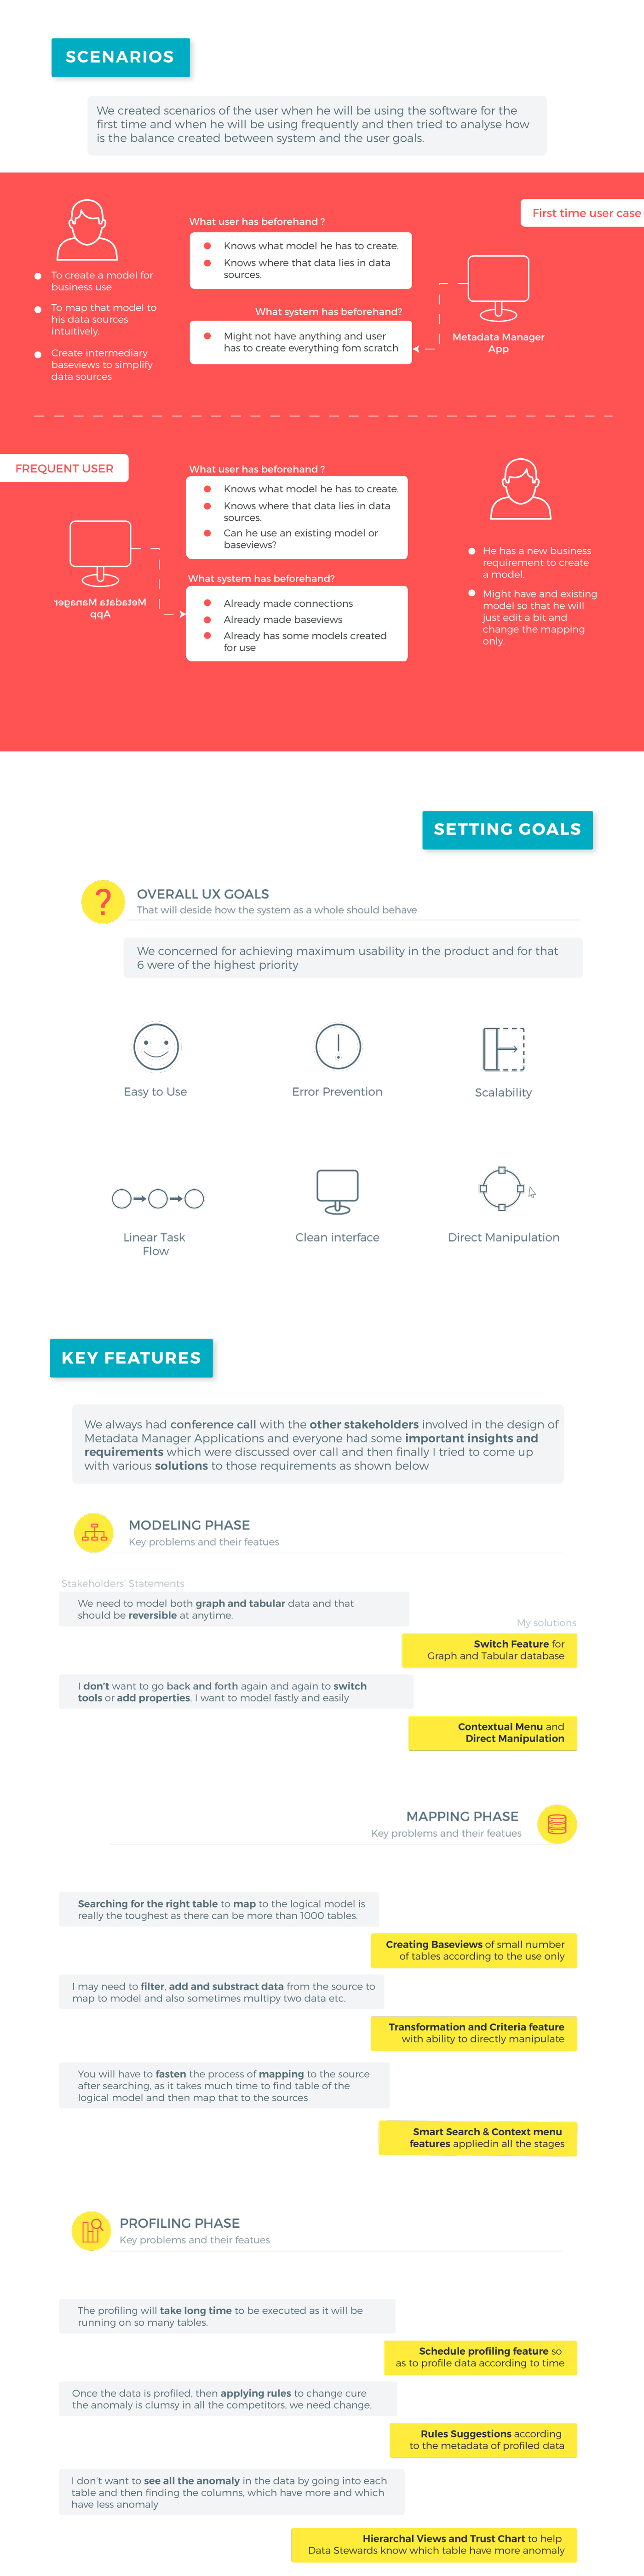 SCENARIOS
We created scenarios of the user when he will be using the software for the
first time and when he will be using frequently and then tried to analyse how
is the balance created between system and the user goals.
First time user case
To create a model for
business use
To map that model to
his data sources
intuitively.
Create intermediary
baseviews to simplify
data sources
What user has beforehand ?
Knows what model he has to create.
Knows where that data lies in data
sources.
What system has beforehand?
Might not have anything and user
has to create everything fom scratch
Metadata Manager
App
FREQUENT USER
Metadata Manager
App
What user has beforehand ?
Knows what model he has to create.
Knows where that data lies in data
sources.
Can he use an existing model or
baseviews?
What system has beforehand?
Already made connections
Already made baseviews
Already has some models created
for use
He has a new business
requirement to create
a model.
Might have and existing
model so that he will
just edit a bit and
change the mapping
only.
SETTING GOALS
?
OVERALL UX GOALS
That will deside how the system as a whole should behave
We concerned for achieving maximum usability in the product and for that
6 were of the highest priority
Easy to Use
Error Prevention
Scalability
Linear Task
Flow
Clean interface
Direct Manipulation
KEY FEATURES
We always had conference call with the other stakeholders involved in the design of
Metadata Manager Applications and everyone had some important insights and
requirements which were discussed over call and then finally I tried to come up
with various solutions to those requirements as shown below
MODELING PHASE
Key problems and their featues
Stakeholders' Statements
We need to model both graph and tabular data and that
should be reversible at anytime.
My solutions
Switch Feature for
Graph and Tabular database
I don't want to go back and forth again and again to switch
tools or add properties. I want to model fastly and easily
Contextual Menu and
Direct Manipulation
MAPPING PHASE
Key problems and their featues
Searching for the right table to map to the logical model is
really the toughest as there can be more than 1000 tables.
Creating Baseviews of small number
of tables according to the use only
I may need to filter, add and substract data from the source to
map to model and also sometimes multipy two data etc.
Transformation and Criteria feature
with ability to directly manipulate
You will have to fasten the process of mapping to the source
after searching, as it takes much time to find table of the
logical model and then map that to the sources
Smart Search & Context menu
features appliedin all the stages
PROFILING PHASE
Key problems and their featues
The profiling will take long time to be executed as it will be
running on so many tables.
Schedule profiling feature so
as to profile data according to time
Once the data is profiled, then applying rules to change cure
the anomaly is clumsy in all the competitors, we need change,
Rules Suggestions according
to the metadata of profiled data
I don't want to see all the anomaly in the data by going into each
table and then finding the columns, which have more and which
have less anomaly
Hierarchal Views and Trust Chart to help
Data Stewards know which table have more anomaly